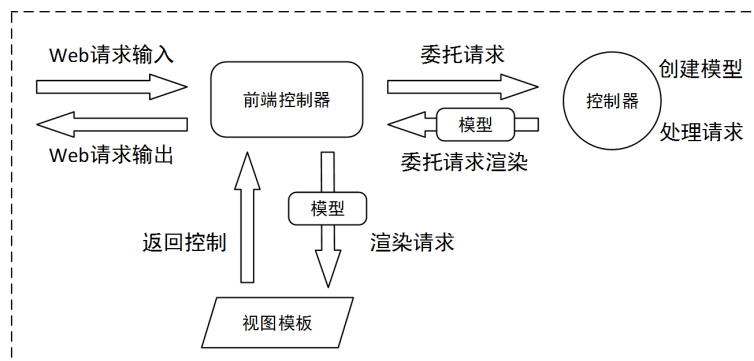 Web请求输入
委托请求
创建模型
前端控制器
控制器
模型
处理请求
Web请求输出
委托请求渲染
模型
返回控制
渲染请求
视图模板